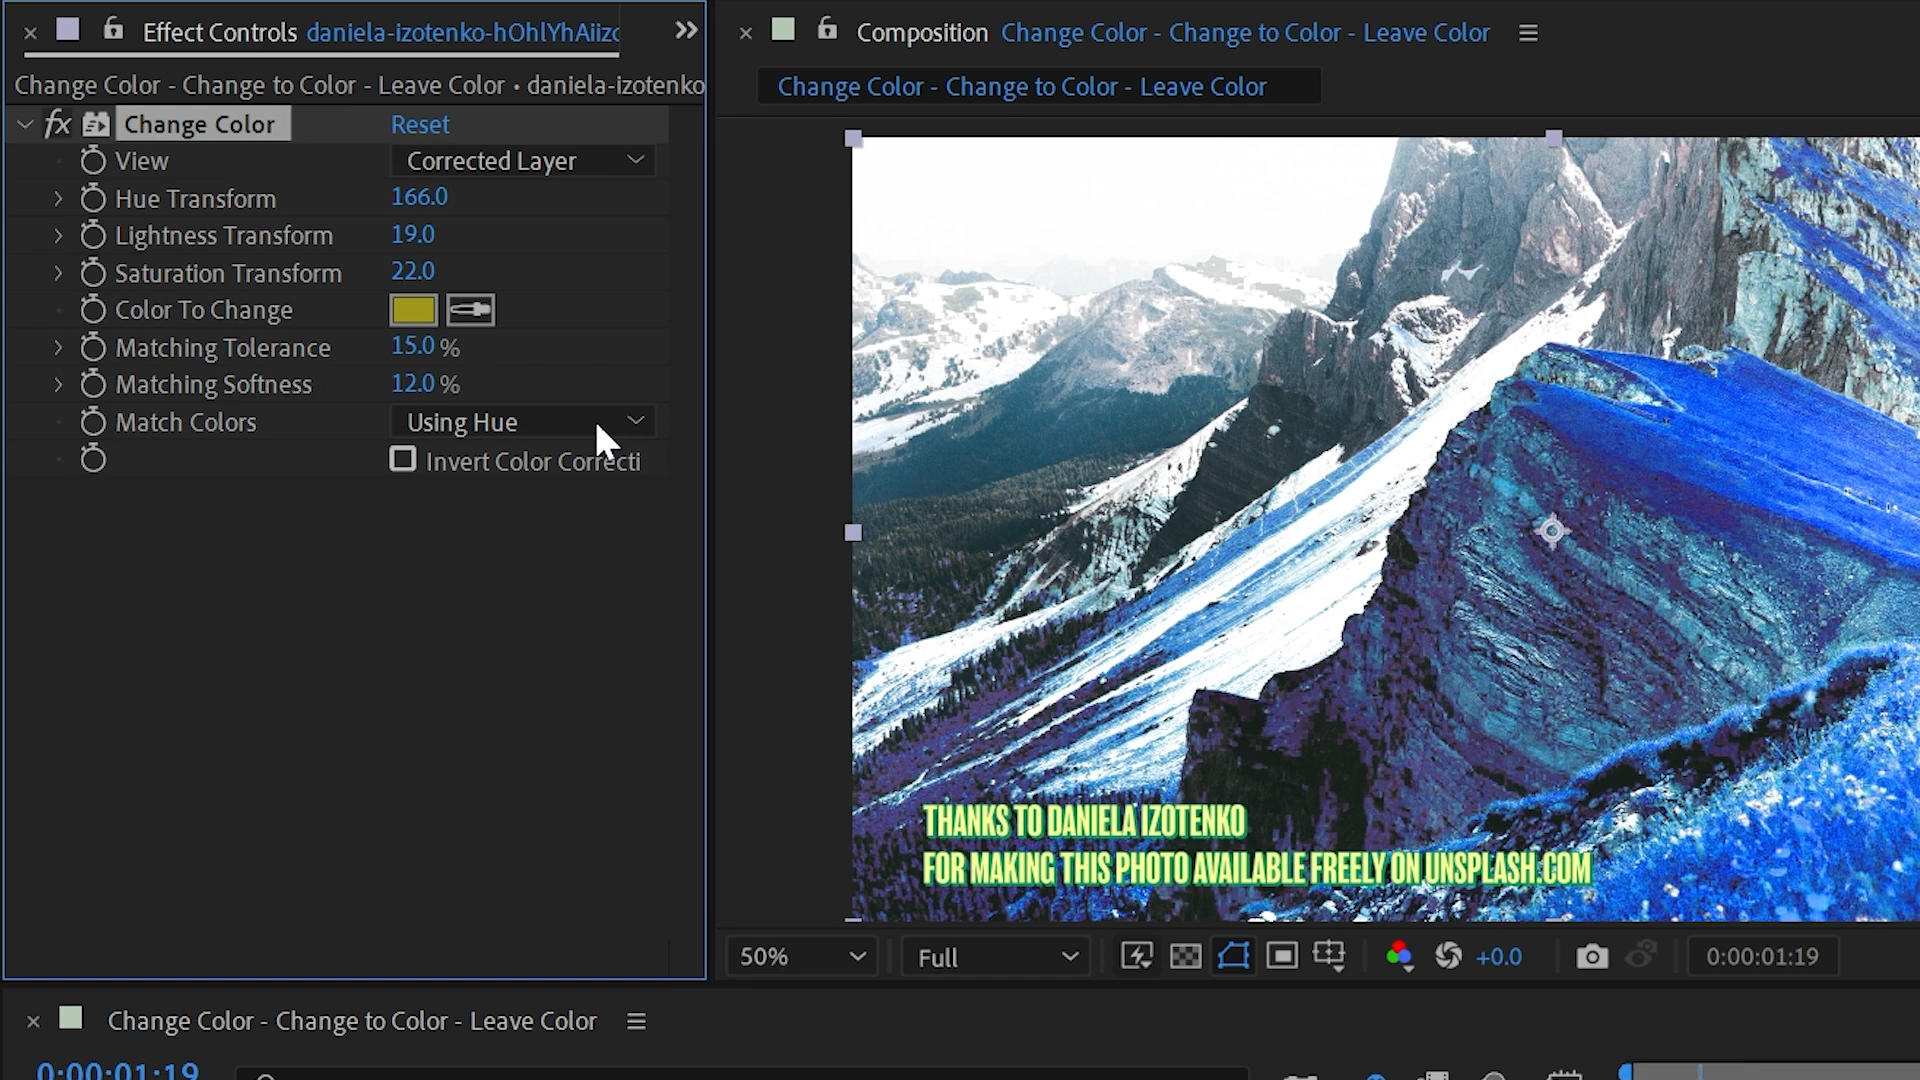 Effect Controls daniela-izotenko-hOhlYhAiizc
Change Color - Change to Color - Leave Color • daniela-izotenko
fx Change Color Reset
View Corrected Layer
Hue Transform 166.0
Lightness Transform 19.0
Saturation Transform 22.0
Color To Change
Matching Tolerance 15.0 %
Matching Softness 12.0 %
Match Colors Using Hue
Invert Color Correcti
Composition Change Color - Change to Color - Leave Color
Change Color - Change to Color - Leave Color
THANKS TO DANIELA IZOTENKO
FOR MAKING THIS PHOTO AVAILABLE FREELY ON UNSPLASH.COM
50% Full +0.0 0:00:01:19
Change Color - Change to Color - Leave Color
0:00:01:19